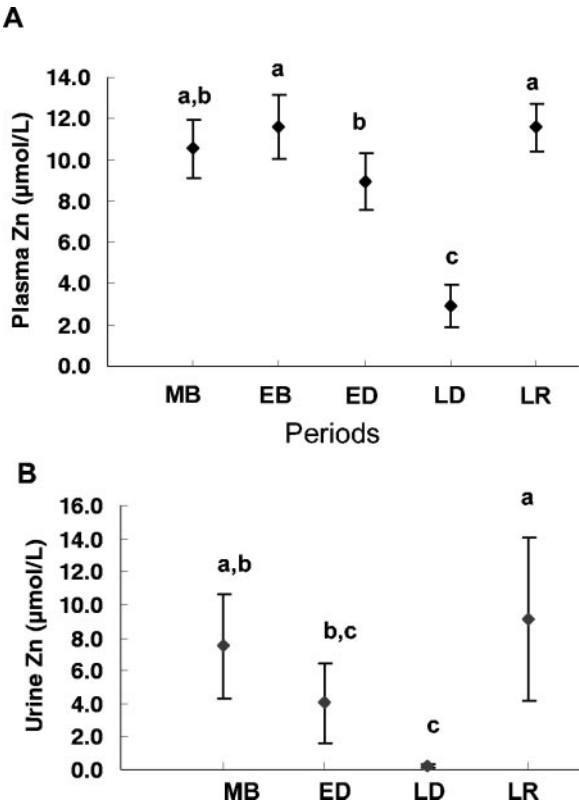 A
Plasma Zn (µmol/L)
14.0
12.0
10.0
8.0
6.0
4.0
2.0
0.0
a,b
a
b
c
a
MB EB ED LD LR
Periods
B
Urine Zn (µmol/L)
16.0
14.0
12.0
10.0
8.0
6.0
4.0
2.0
0.0
a,b
b,c
c
a
MB ED LD LR